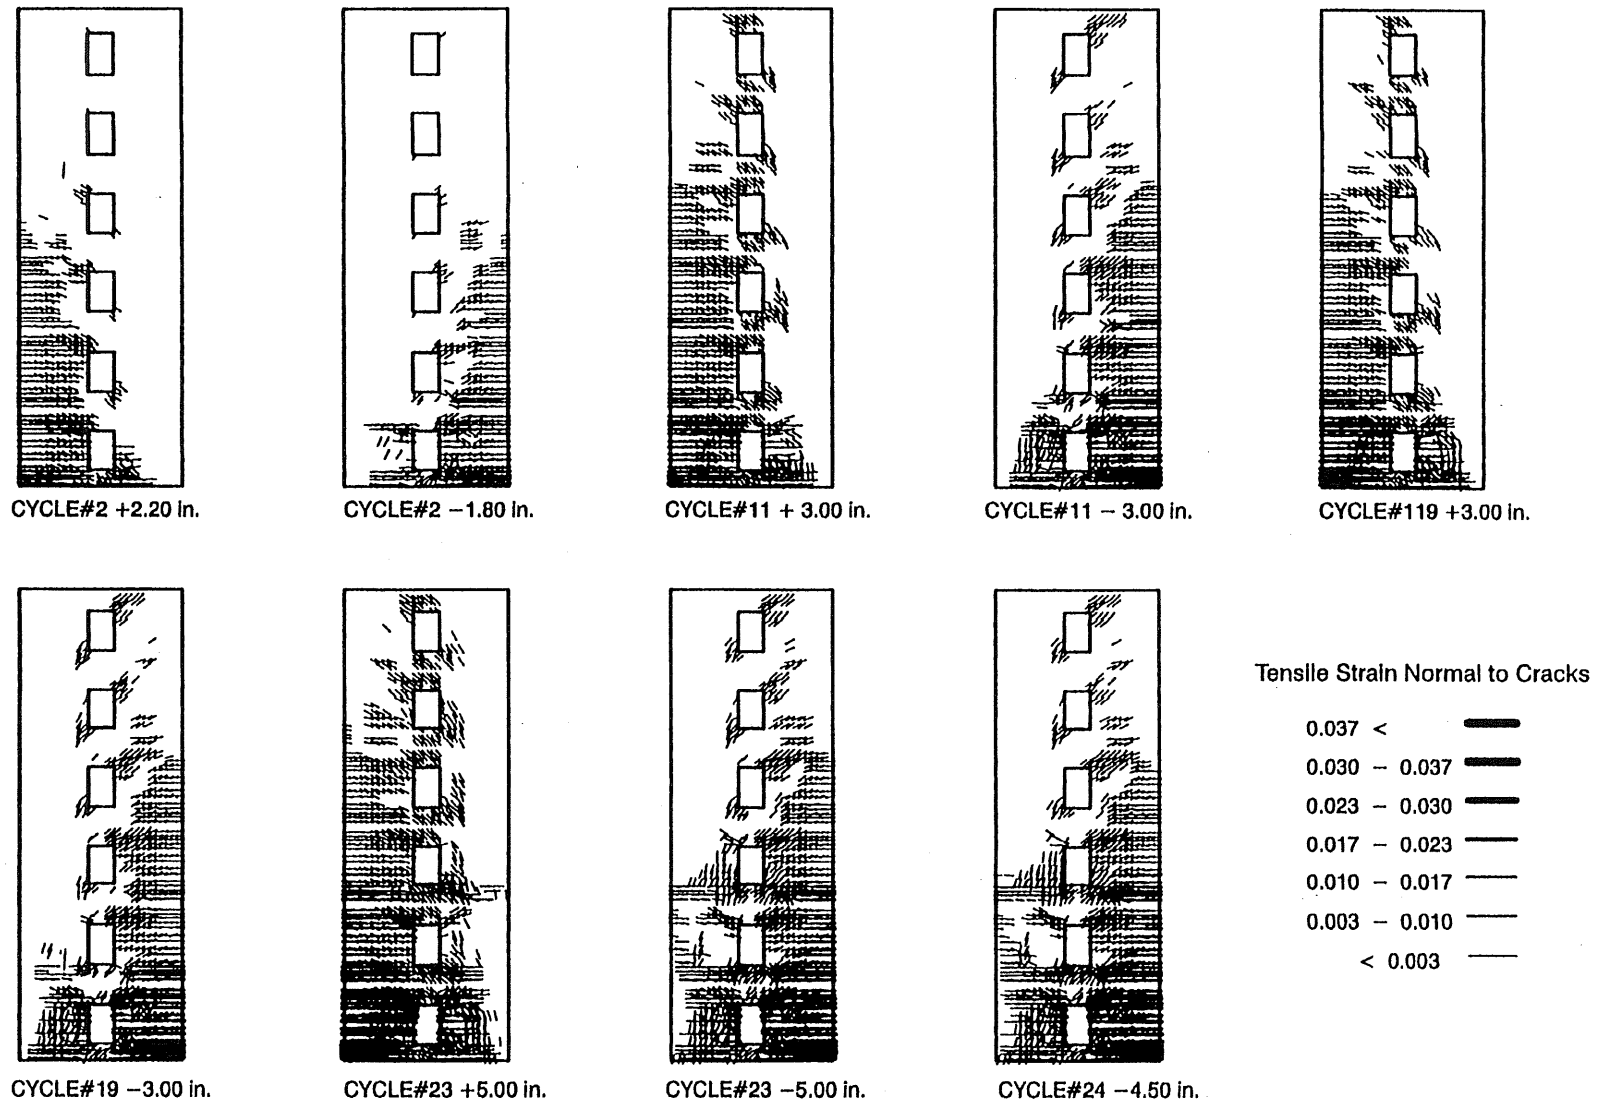 CYCLE#2 +2.20 in.
CYCLE#2 −1.80 in.
CYCLE#11 + 3.00 in.
CYCLE#11 − 3.00 in.
CYCLE#119 +3.00 in.
CYCLE#19 −3.00 in.
CYCLE#23 +5.00 in.
CYCLE#23 −5.00 in.
CYCLE#24 −4.50 in.
Tensile Strain Normal to Cracks
0.037 <
0.030 − 0.037
0.023 − 0.030
0.017 − 0.023
0.010 − 0.017
0.003 − 0.010
< 0.003